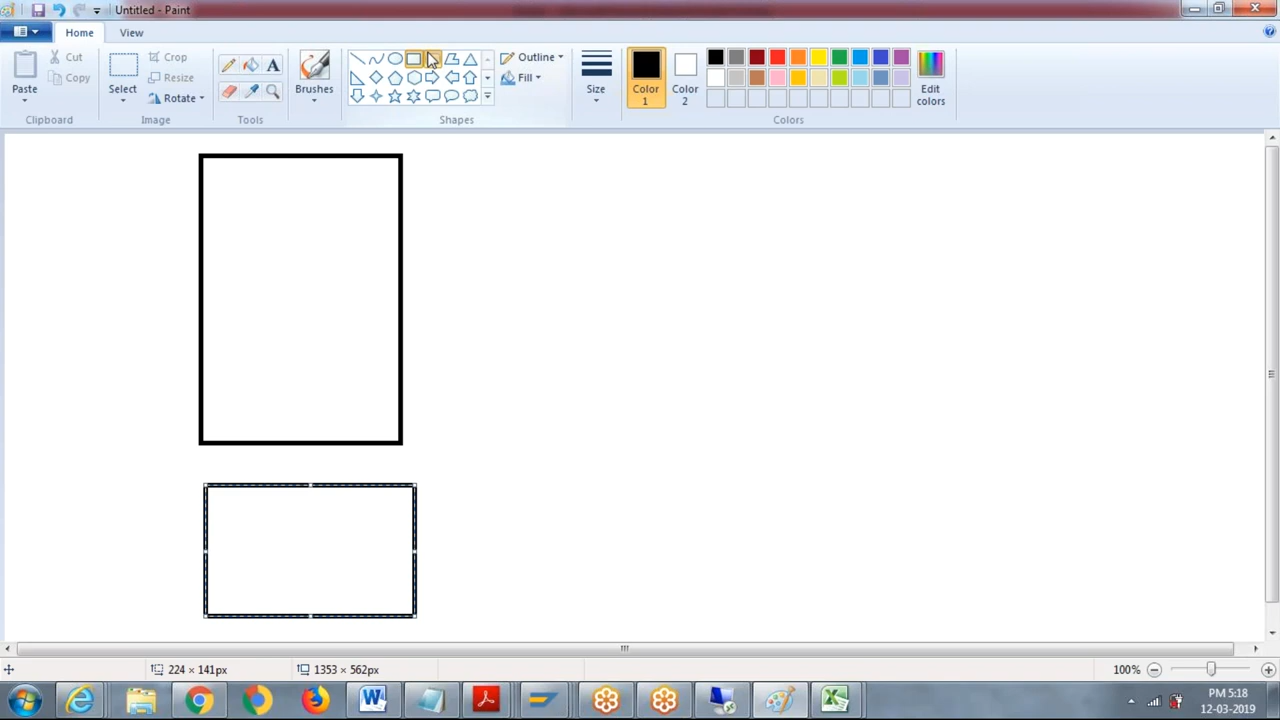 Untitled - Paint
Home View
Paste
Cut
Copy
Clipboard
Select
Crop
Resize
Rotate
Image
Tools
Brushes
Shapes
Outline
Fill
Size
Color 1
Color 2
Colors
Edit colors
224 × 141px
1353 × 562px
100%
PM 5:18
12-03-2019